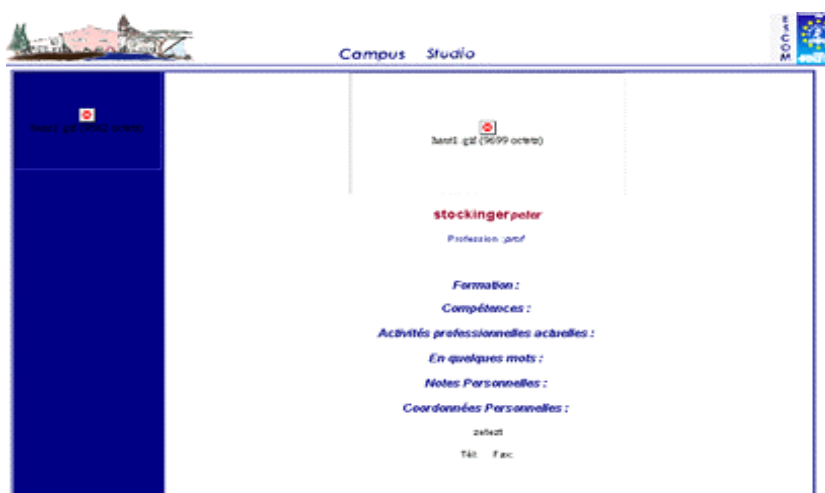 Campus Studio
ESCOM
haut1.gif (9699 octets)
stockingerpeter
Profession :prof
Formation :
Compétences :
Activités professionnelles actuelles :
En quelques mots :
Notes Personnelles :
Coordonnées Personnelles :
Tél: Fax: